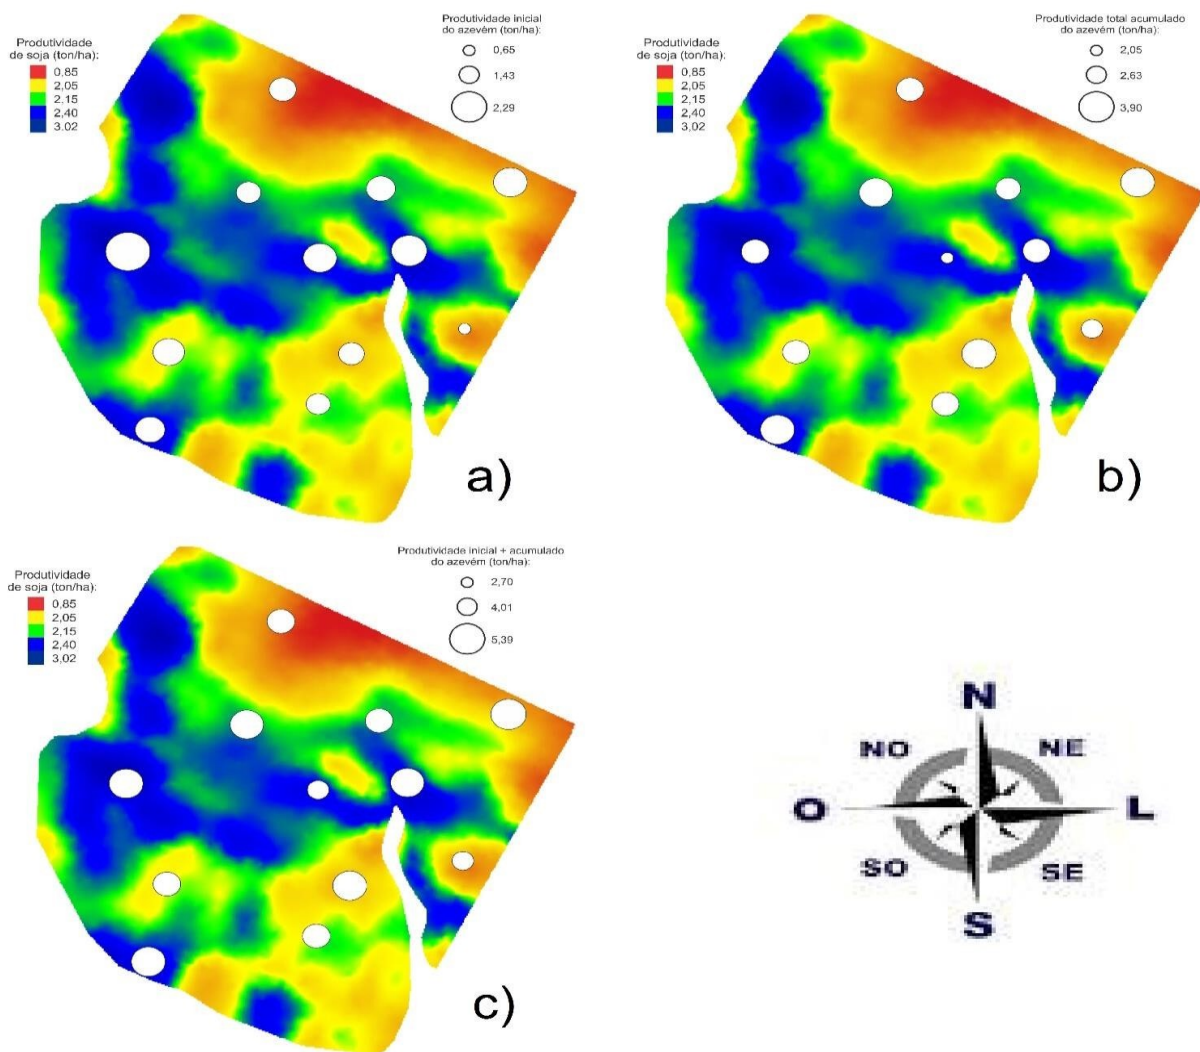 Produtividade
de soja (ton/ha):
0,85
2,05
2,15
2,40
3,02
Produtividade inicial
do azevém (ton/ha):
0,65
1,43
2,29
a)
Produtividade
de soja (ton/ha):
0,85
2,05
2,15
2,40
3,02
Produtividade total acumulado
do azevém (ton/ha):
2,05
2,63
3,90
b)
Produtividade
de soja (ton/ha):
0,85
2,05
2,15
2,40
3,02
Produtividade inicial + acumulado
do azevém (ton/ha):
2,70
4,01
5,39
c)
N
NO
NE
O
L
SO
SE
S